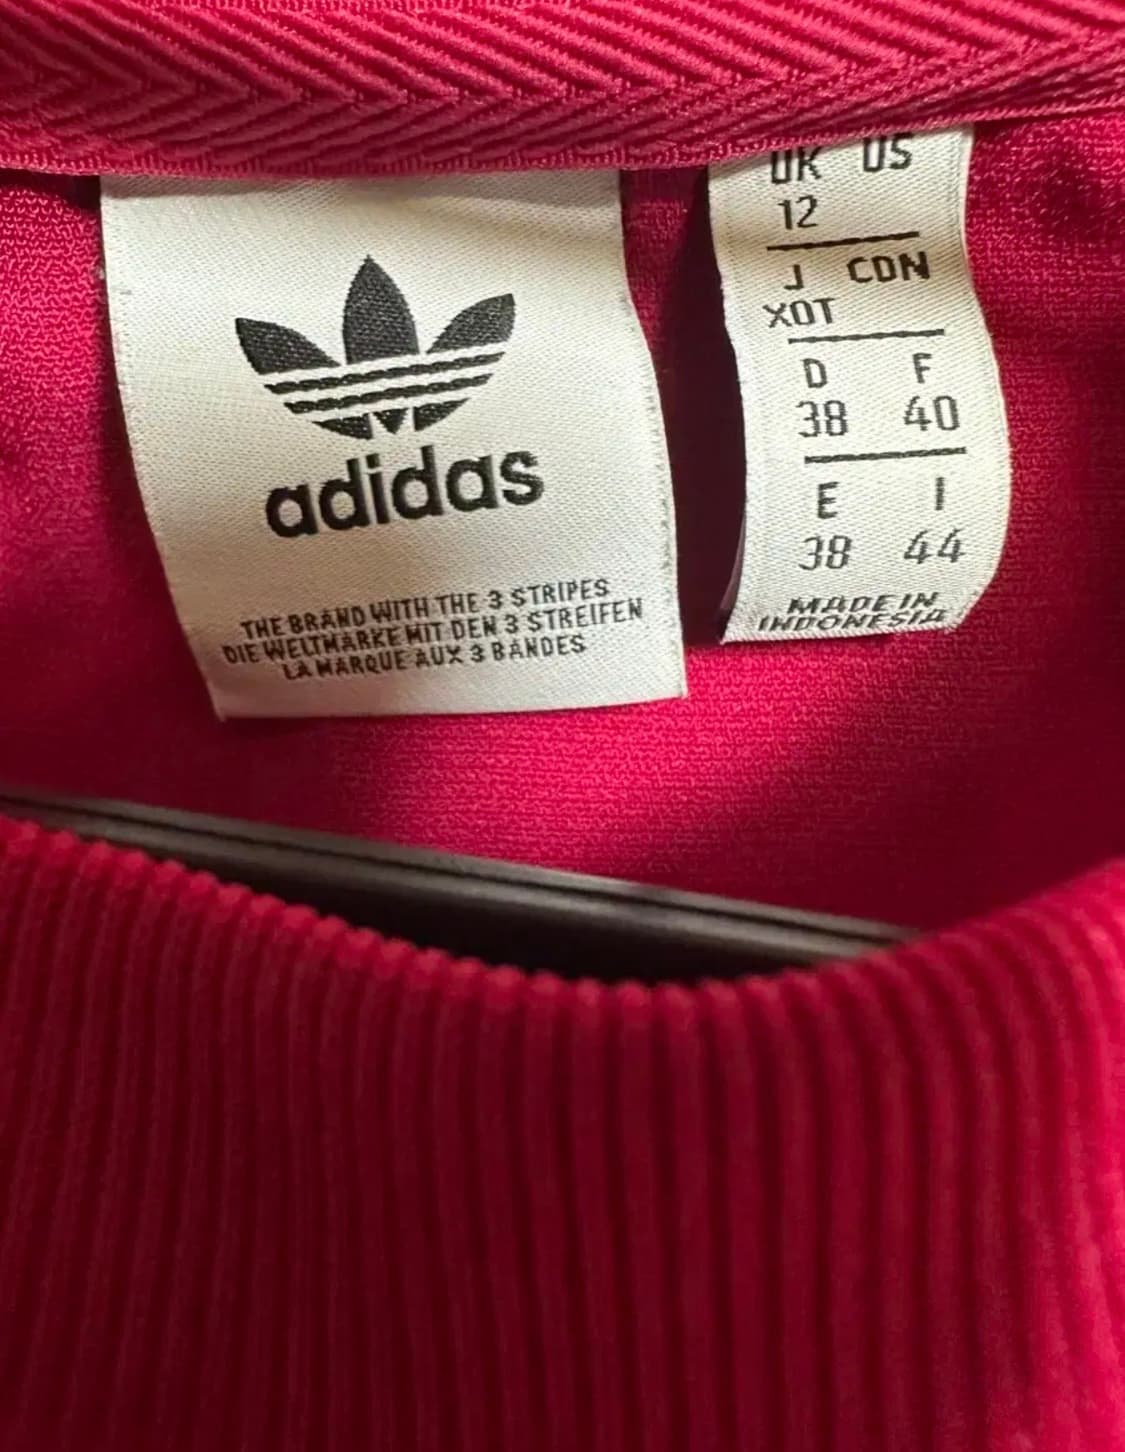 adidas
THE BRAND WITH THE 3 STRIPES
DIE WELTMARKE MIT DEN 3 STREIFEN
LA MARQUE AUX 3 BANDES
UK US
12
J CDN
XOT
D F
38 40
E I
38 44
MADE IN
INDONESIA